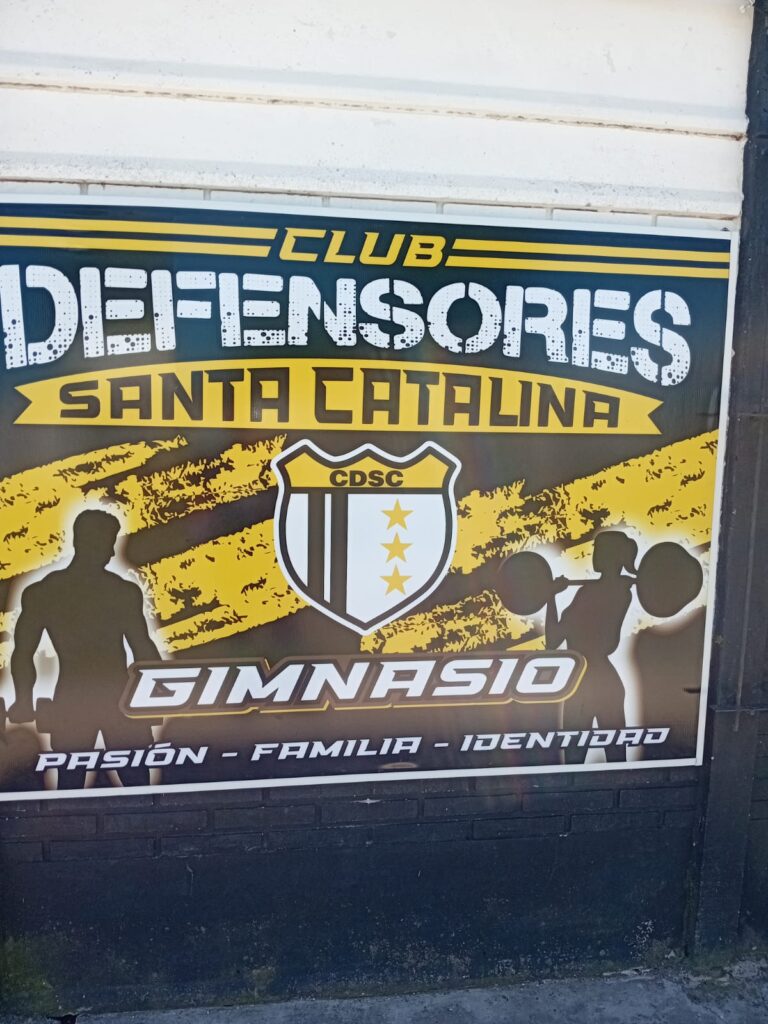 CLUB
DEFENSORES
SANTA CATALINA
CDSC
GIMNASIO
PASIÓN - FAMILIA - IDENTIDAD